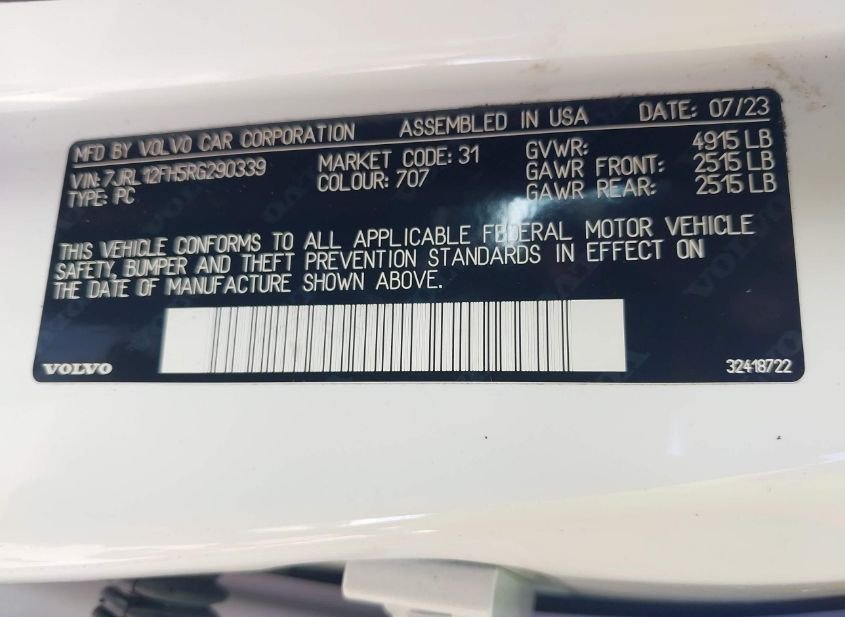 MFD BY VOLVO CAR CORPORATION ASSEMBLED IN USA DATE: 07/23
VIN: 7JRL12FH5RG290339 MARKET CODE: 31 GVWR: 4915 LB
TYPE: PC COLOUR: 707 GAWR FRONT: 2515 LB
GAWR REAR: 2515 LB
THIS VEHICLE CONFORMS TO ALL APPLICABLE FEDERAL MOTOR VEHICLE
SAFETY, BUMPER AND THEFT PREVENTION STANDARDS IN EFFECT ON
THE DATE OF MANUFACTURE SHOWN ABOVE.
VOLVO 32418722